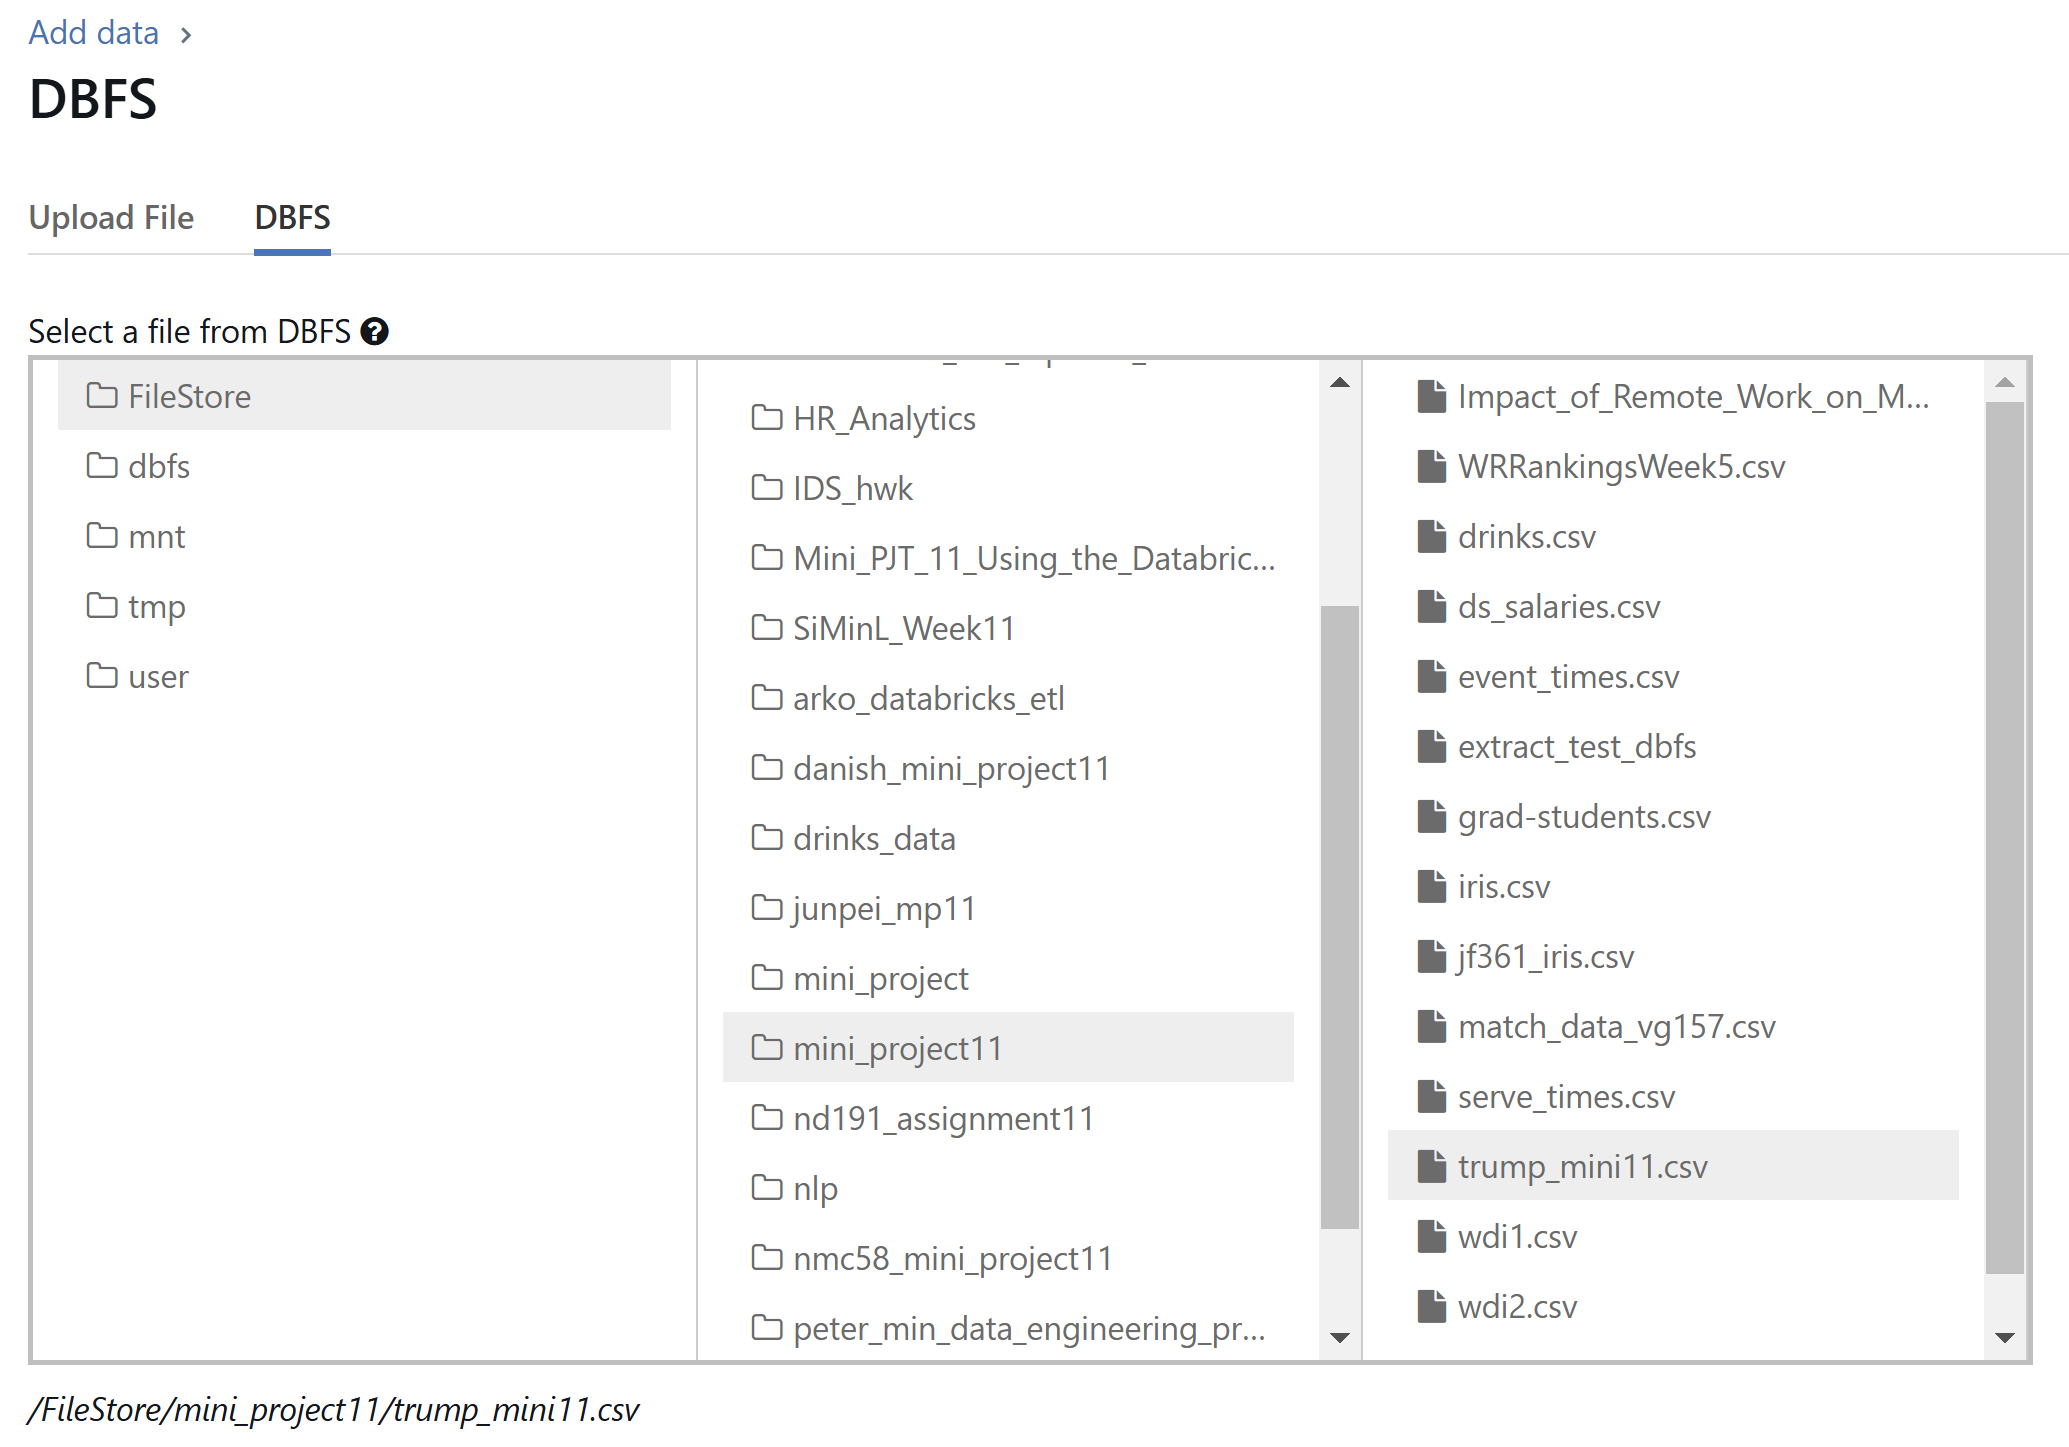 Add data ›
DBFS
Upload File DBFS
Select a file from DBFS ?
FileStore
dbfs
mnt
tmp
user
HR_Analytics
IDS_hwk
Mini_PJT_11_Using_the_Databric...
SiMinL_Week11
arko_databricks_etl
danish_mini_project11
drinks_data
junpei_mp11
mini_project
mini_project11
nd191_assignment11
nlp
nmc58_mini_project11
peter_min_data_engineering_pr...
Impact_of_Remote_Work_on_M...
WRRankingsWeek5.csv
drinks.csv
ds_salaries.csv
event_times.csv
extract_test_dbfs
grad-students.csv
iris.csv
jf361_iris.csv
match_data_vg157.csv
serve_times.csv
trump_mini11.csv
wdi1.csv
wdi2.csv
/FileStore/mini_project11/trump_mini11.csv